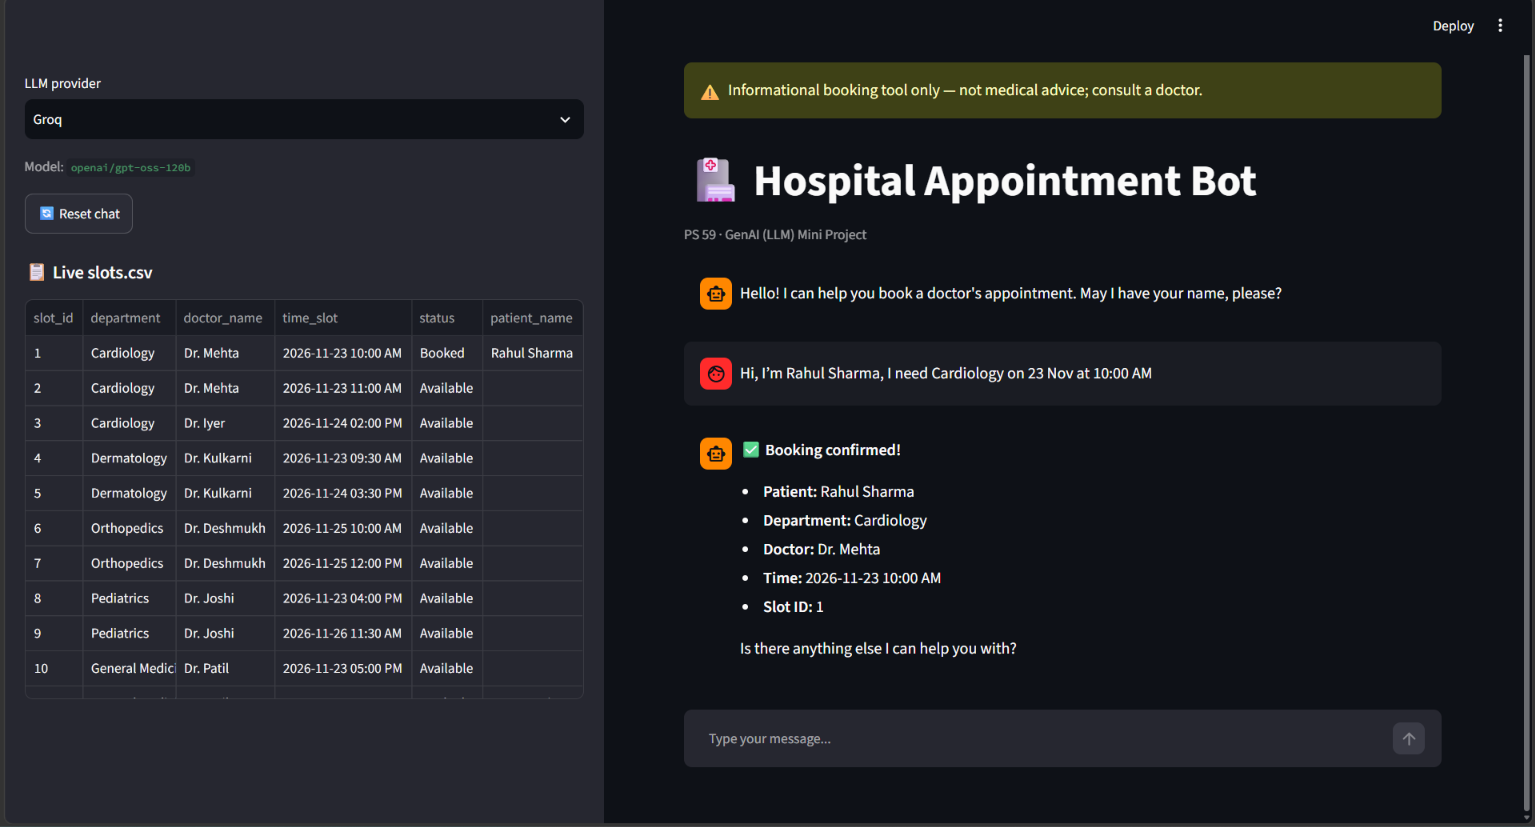 LLM provider
Groq
Model: openai/gpt-oss-120b
Reset chat
Live slots.csv
slot_id department doctor_name time_slot status patient_name
1 Cardiology Dr. Mehta 2026-11-23 10:00 AM Booked Rahul Sharma
2 Cardiology Dr. Mehta 2026-11-23 11:00 AM Available
3 Cardiology Dr. Iyer 2026-11-24 02:00 PM Available
4 Dermatology Dr. Kulkarni 2026-11-23 09:30 AM Available
5 Dermatology Dr. Kulkarni 2026-11-24 03:30 PM Available
6 Orthopedics Dr. Deshmukh 2026-11-25 10:00 AM Available
7 Orthopedics Dr. Deshmukh 2026-11-25 12:00 PM Available
8 Pediatrics Dr. Joshi 2026-11-23 04:00 PM Available
9 Pediatrics Dr. Joshi 2026-11-26 11:30 AM Available
10 General Medici Dr. Patil 2026-11-23 05:00 PM Available
Deploy
Informational booking tool only — not medical advice; consult a doctor.
Hospital Appointment Bot
PS 59 · GenAI (LLM) Mini Project
Hello! I can help you book a doctor's appointment. May I have your name, please?
Hi, I’m Rahul Sharma, I need Cardiology on 23 Nov at 10:00 AM
Booking confirmed!
• Patient: Rahul Sharma
• Department: Cardiology
• Doctor: Dr. Mehta
• Time: 2026-11-23 10:00 AM
• Slot ID: 1
Is there anything else I can help you with?
Type your message...